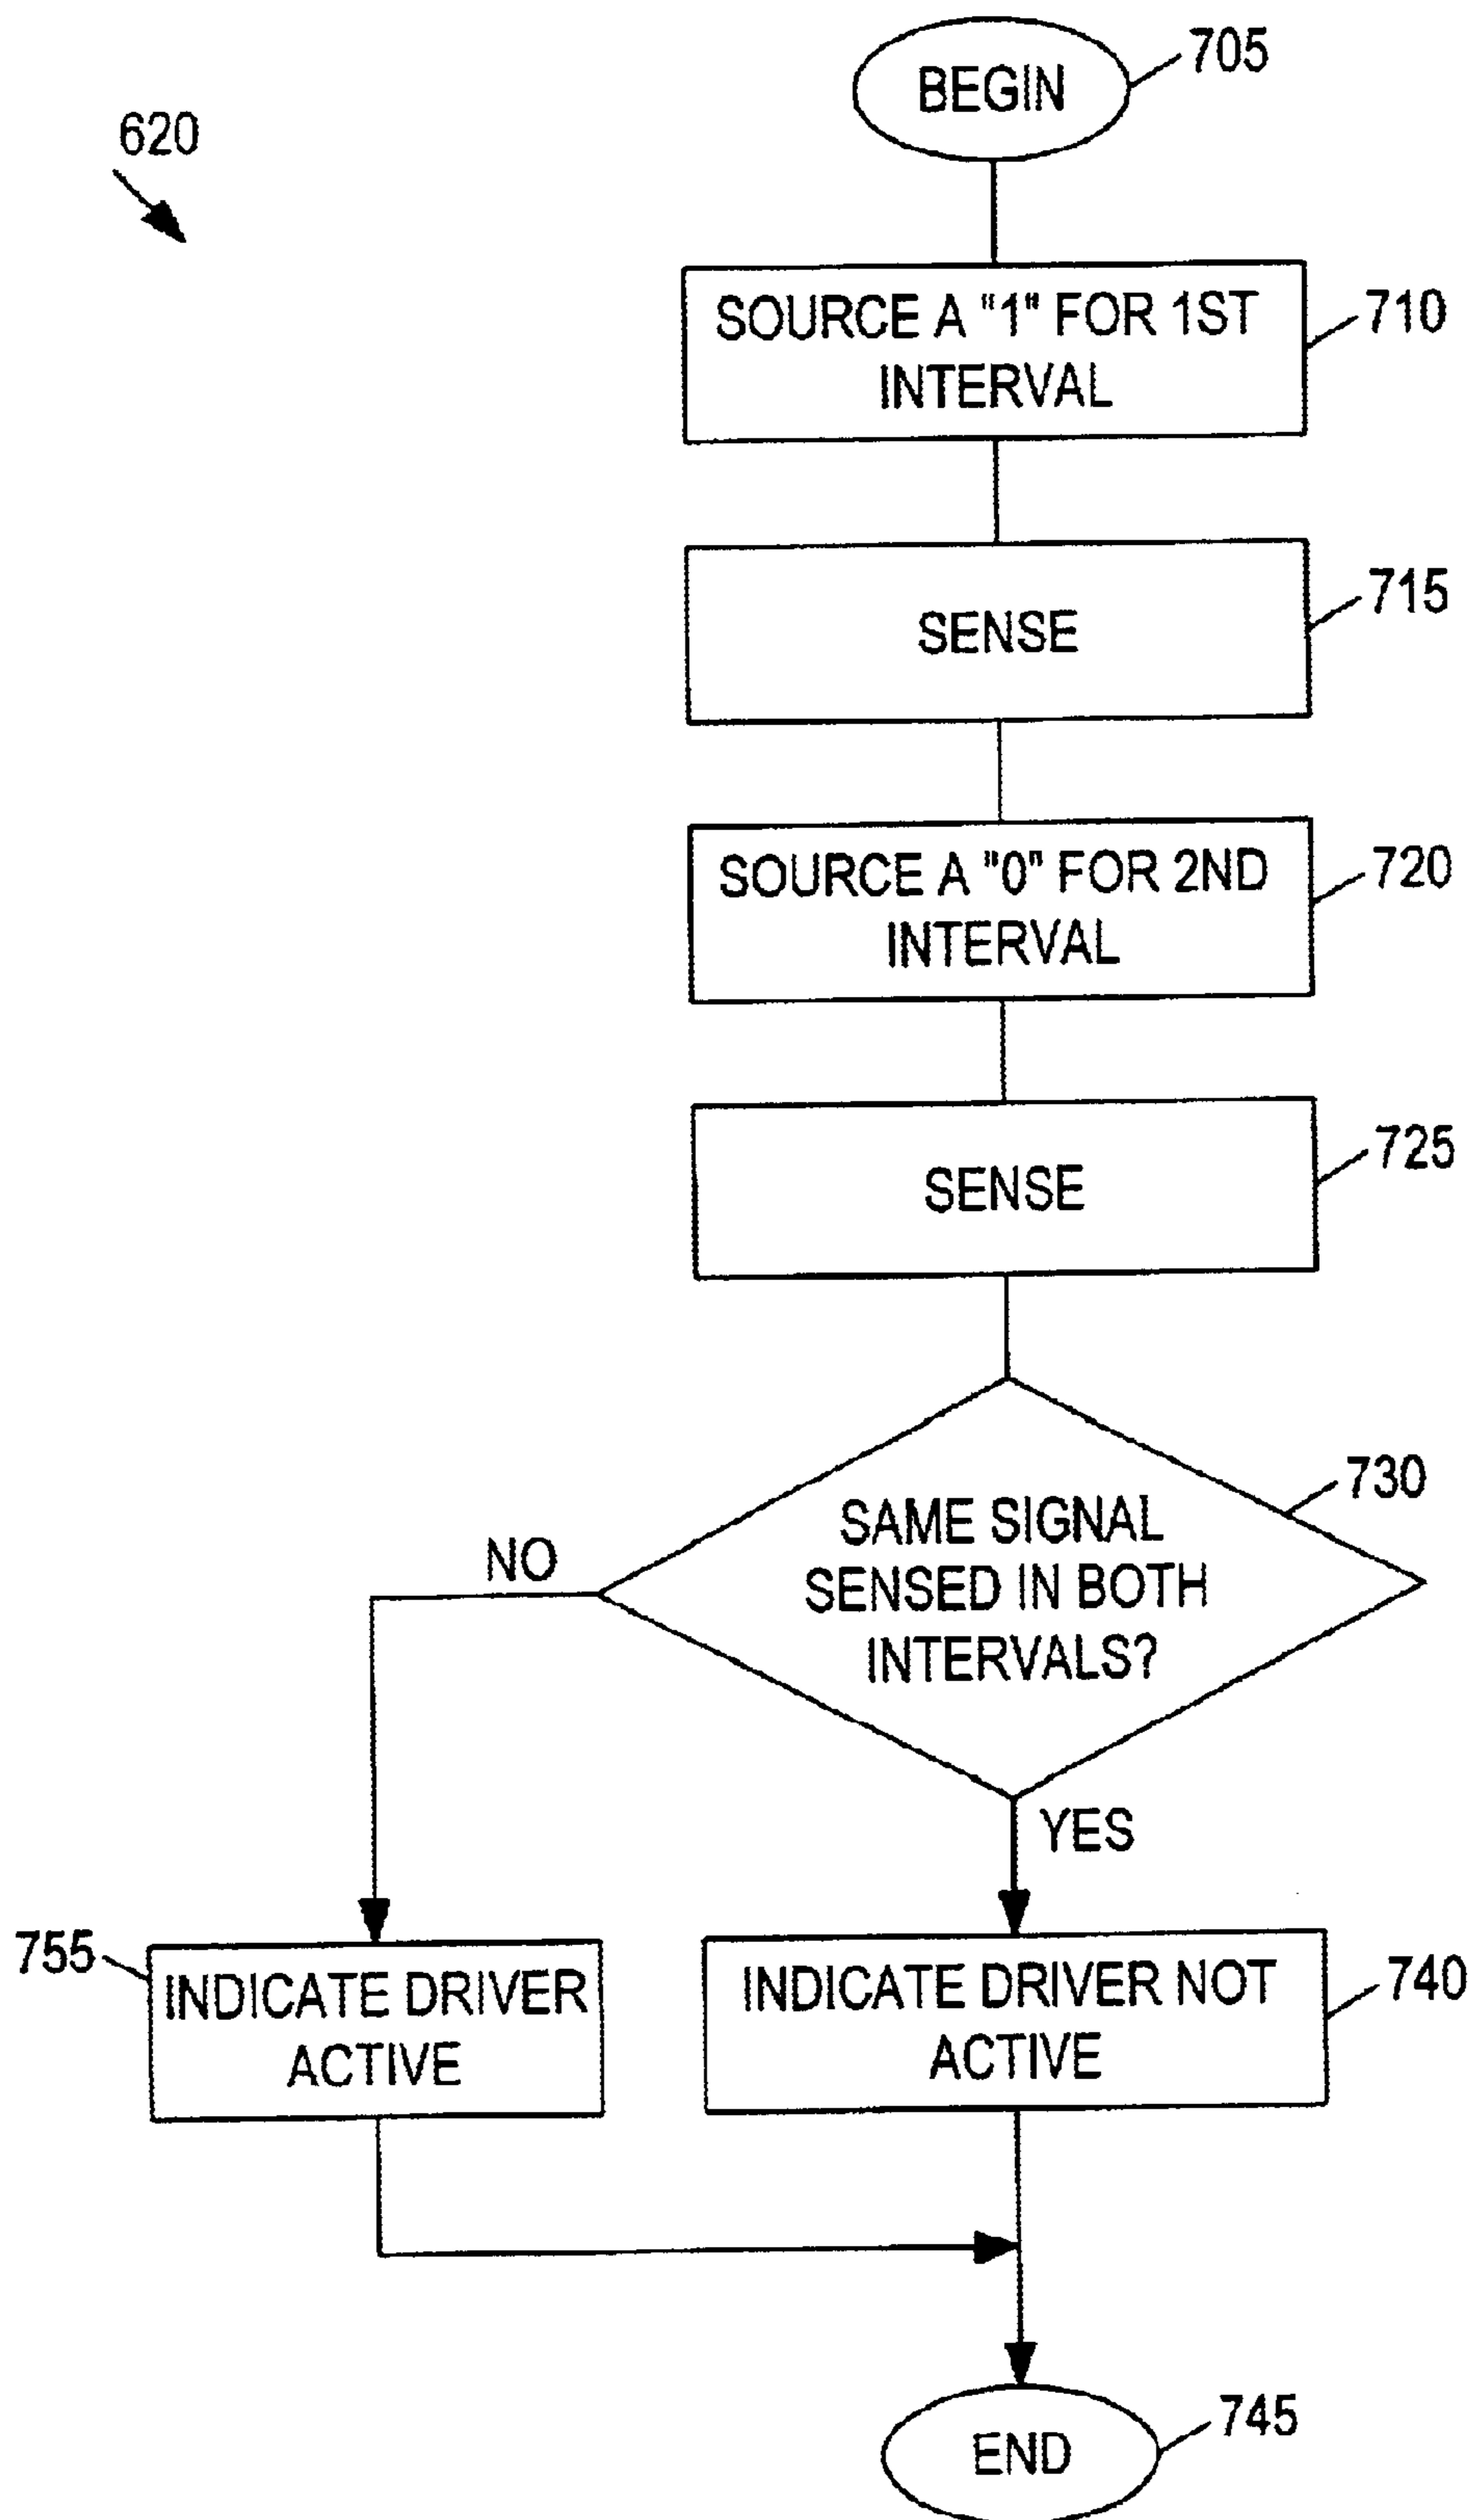 705
BEGIN
620
SOURCE A "1" FOR 1ST
INTERVAL
710
SENSE
715
SOURCE A "0" FOR 2ND
INTERVAL
720
SENSE
725
730
SAME SIGNAL
SENSED IN BOTH
INTERVALS?
NO
YES
755
INDICATE DRIVER
ACTIVE
INDICATE DRIVER NOT
ACTIVE
740
END
745